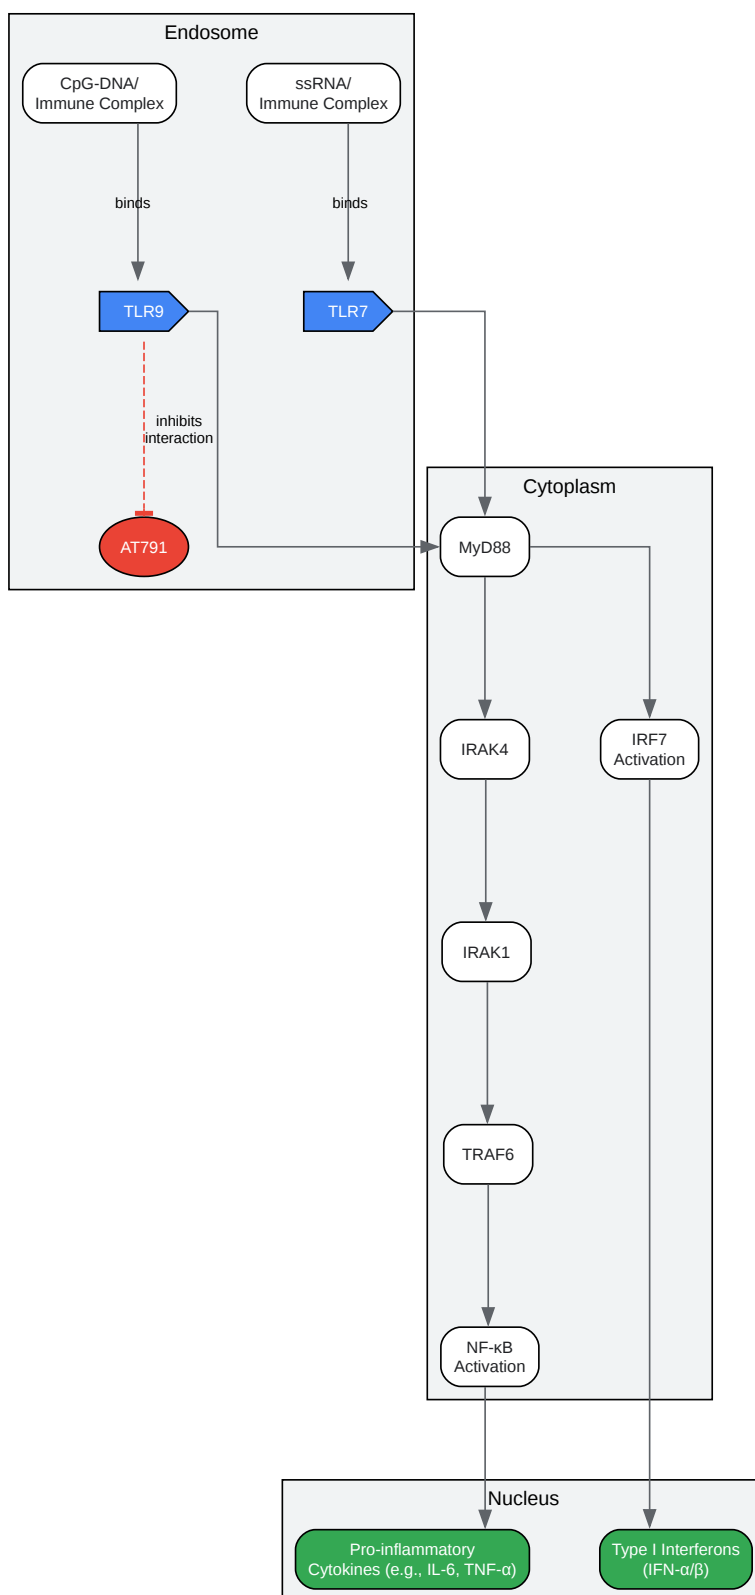 Endosome
CpG-DNA/
Immune Complex
ssRNA/
Immune Complex
binds
binds
TLR9
TLR7
inhibits
interaction
AT791
Cytoplasm
MyD88
IRAK4
IRF7
Activation
IRAK1
TRAF6
NF-κB
Activation
Nucleus
Pro-inflammatory
Cytokines (e.g., IL-6, TNF-α)
Type I Interferons
(IFN-α/β)